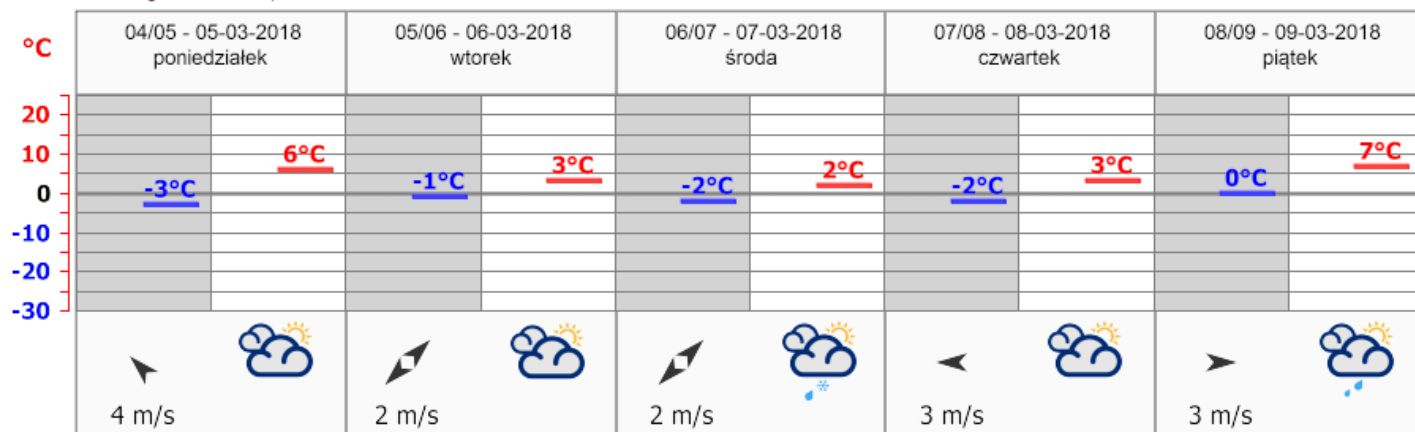 °C
04/05 - 05-03-2018
poniedziałek
05/06 - 06-03-2018
wtorek
06/07 - 07-03-2018
środa
07/08 - 08-03-2018
czwartek
08/09 - 09-03-2018
piątek
20
10
0
-10
-20
-30
-3°C
6°C
-1°C
3°C
-2°C
2°C
-2°C
3°C
0°C
7°C
4 m/s
2 m/s
2 m/s
3 m/s
3 m/s